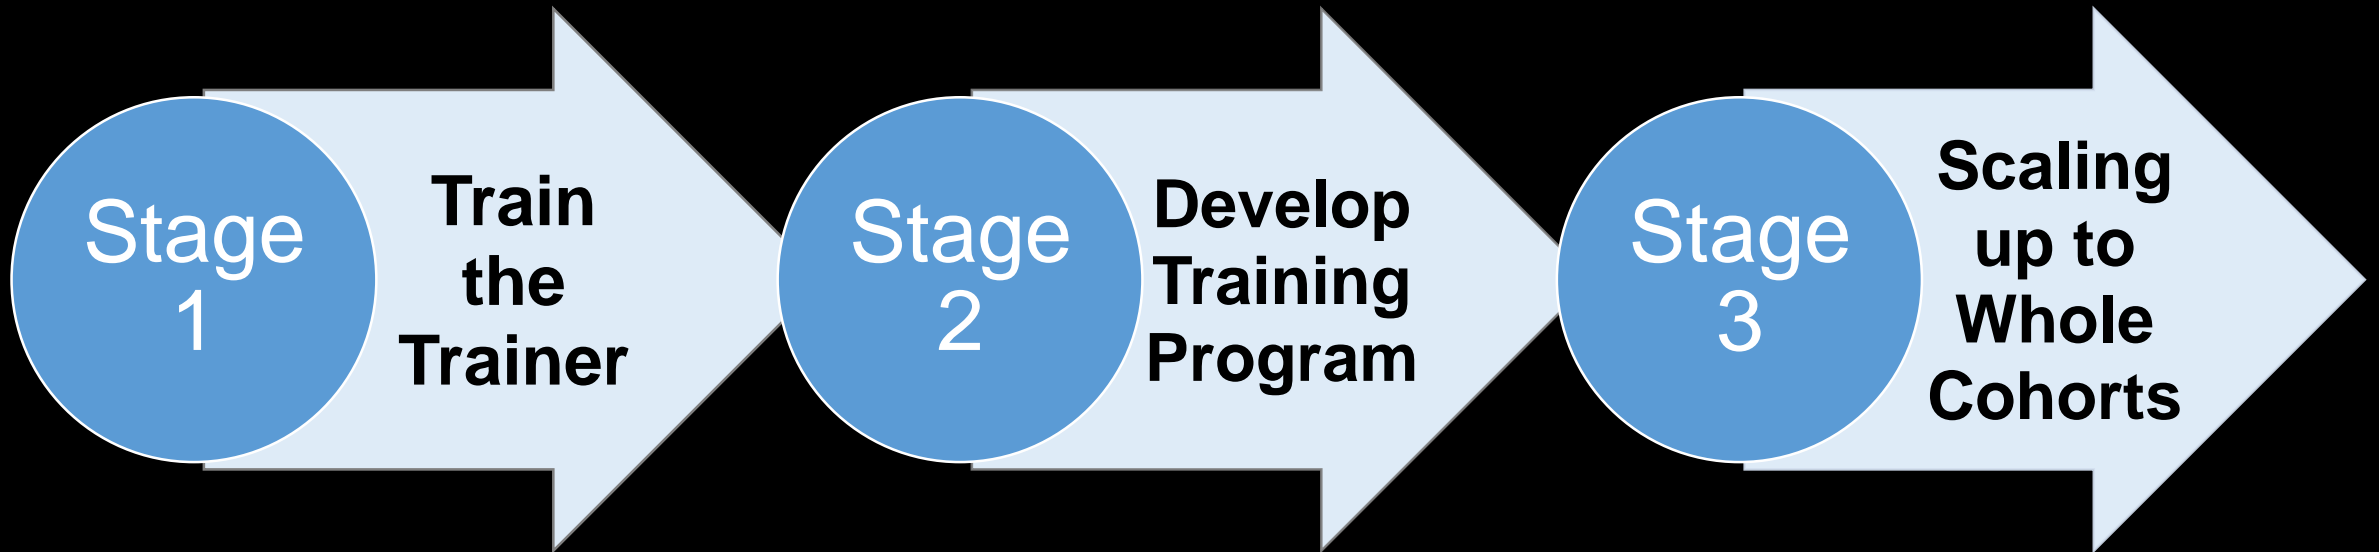 Stage
1
Train
the
Trainer
Stage
2
Develop
Training
Program
Stage
3
Scaling
up to
Whole
Cohorts